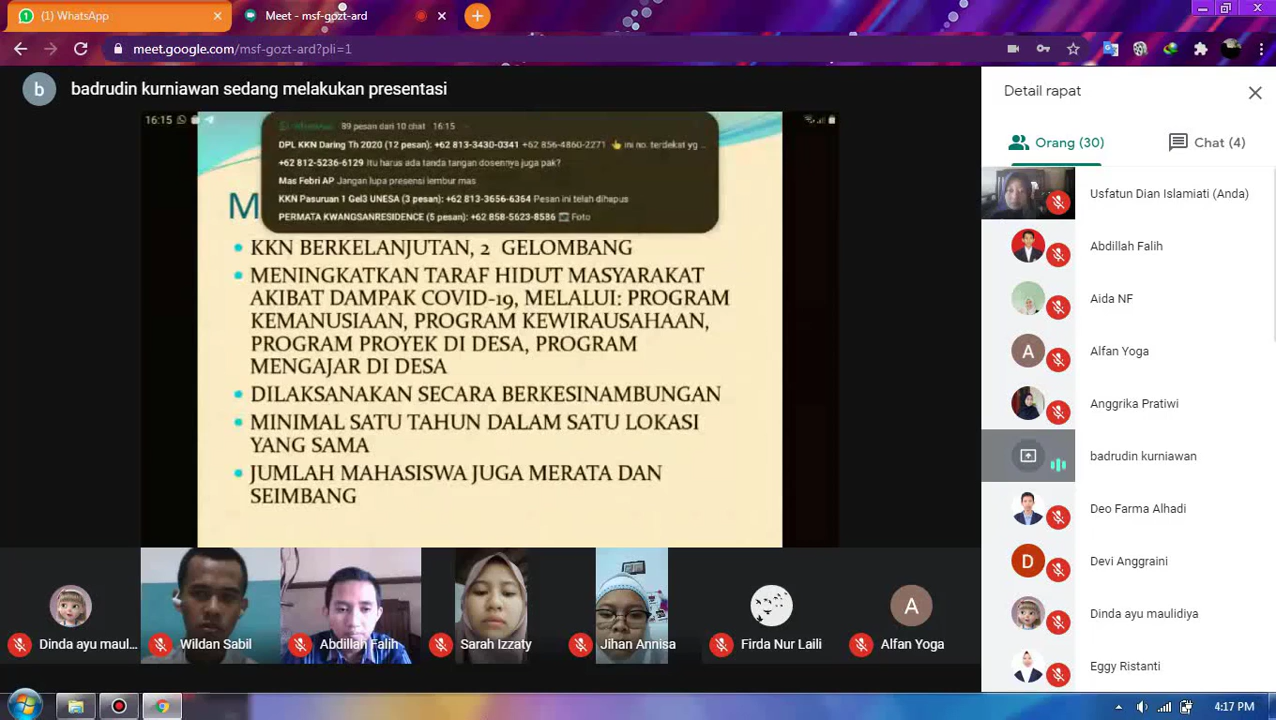 (1) WhatsApp
Meet - msf-gozt-ard
meet.google.com/msf-gozt-ard?pli=1
b
badrudin kurniawan sedang melakukan presentasi
16:15
WhatsApp 89 pesan dari 10 chat 16:15
DPL KKN Daring Th 2020 (12 pesan): +62 813-3430-0341 +62 856-4860-2271 👆 ini no. terdekat yg ...
+62 812-5236-6129 Itu harus ada tanda tangan dosennya juga pak?
Mas Febri AP Jangan lupa presensi lembur mas
KKN Pasuruan 1 Gel3 UNESA (3 pesan): +62 813-3656-6354 Pesan ini telah dihapus
PERMATA KWANGSANRESIDENCE (5 pesan): +62 858-5623-8586 Foto
M
• KKN BERKELANJUTAN, 2 GELOMBANG
• MENINGKATKAN TARAF HIDUT MASYARAKAT
AKIBAT DAMPAK COVID-19, MELALUI: PROGRAM
KEMANUSIAAN, PROGRAM KEWIRAUSAHAAN,
PROGRAM PROYEK DI DESA, PROGRAM
MENGAJAR DI DESA
• DILAKSANAKAN SECARA BERKESINAMBUNGAN
• MINIMAL SATU TAHUN DALAM SATU LOKASI
YANG SAMA
• JUMLAH MAHASISWA JUGA MERATA DAN
SEIMBANG
Dinda ayu maul...
Wildan Sabil
Abdillah Falih
Sarah Izzaty
Jihan Annisa
Firda Nur Laili
A
Alfan Yoga
Detail rapat
Orang (30)
Chat (4)
Usfatun Dian Islamiati (Anda)
Abdillah Falih
Aida NF
A
Alfan Yoga
Anggrika Pratiwi
badrudin kurniawan
Deo Farma Alhadi
D
Devi Anggraini
Dinda ayu maulidiya
Eggy Ristanti
4:17 PM